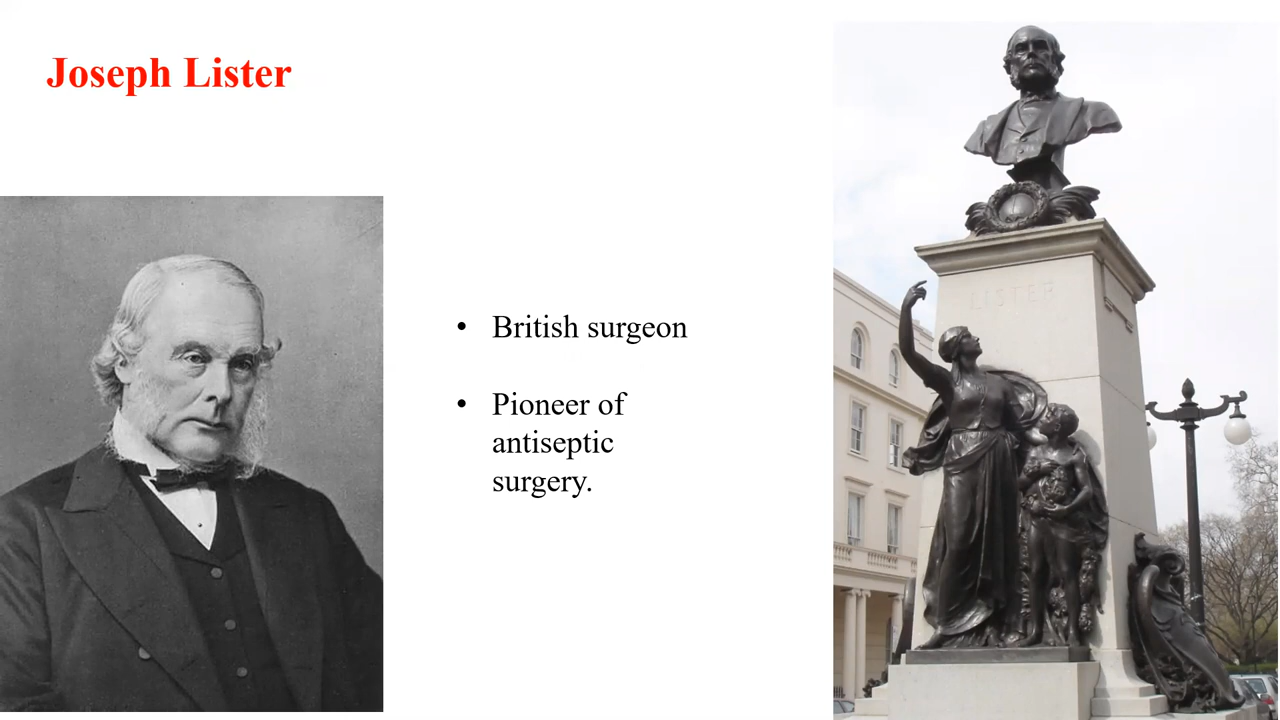 Joseph Lister
• British surgeon
• Pioneer of
antiseptic
surgery.
LISTER